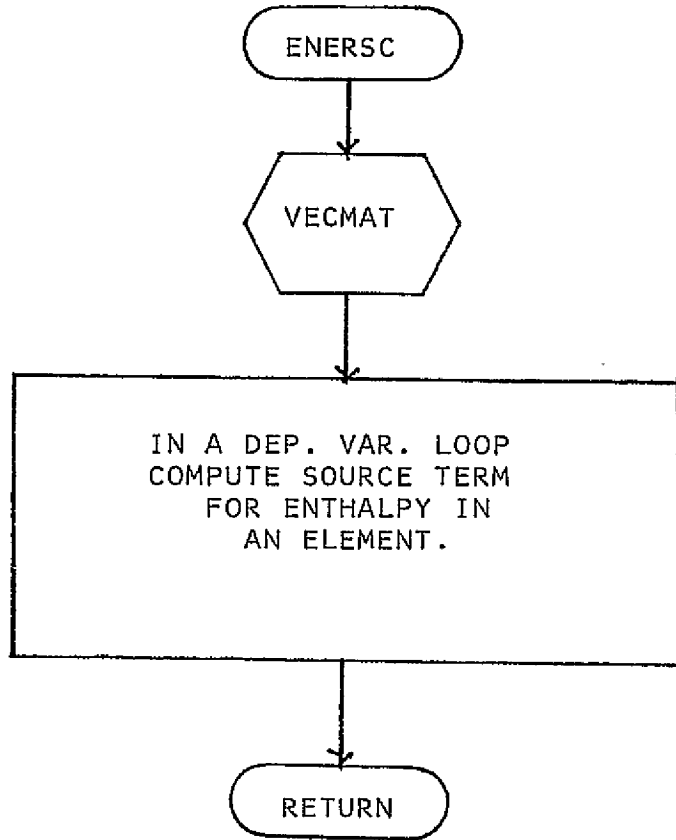 ENERSC
VECMAT
IN A DEP. VAR. LOOP
COMPUTE SOURCE TERM
FOR ENTHALPY IN
AN ELEMENT.
RETURN